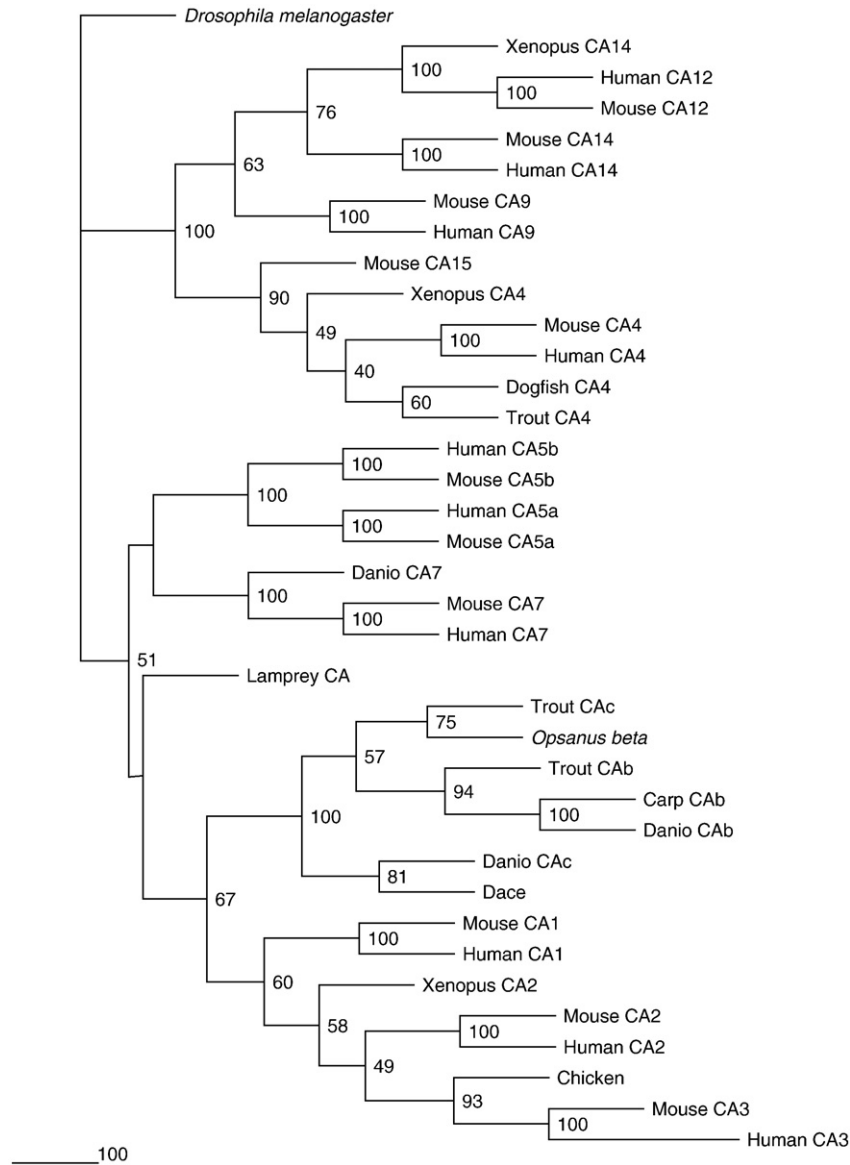 Drosophila melanogaster
Xenopus CA14
100
Human CA12
100
Mouse CA12
76
Mouse CA14
100
Human CA14
63
Mouse CA9
100
Human CA9
100
Mouse CA15
90
Xenopus CA4
49
Mouse CA4
100
Human CA4
40
Dogfish CA4
60
Trout CA4
Human CA5b
100
Mouse CA5b
100
Human CA5a
100
Mouse CA5a
Danio CA7
100
Mouse CA7
100
Human CA7
51
Lamprey CA
Trout CAc
75
Opsanus beta
57
Trout CAb
94
Carp CAb
100
Danio CAb
100
Danio CAc
81
Dace
67
Mouse CA1
100
Human CA1
60
Xenopus CA2
58
Mouse CA2
100
Human CA2
49
Chicken
93
Mouse CA3
100
Human CA3
100